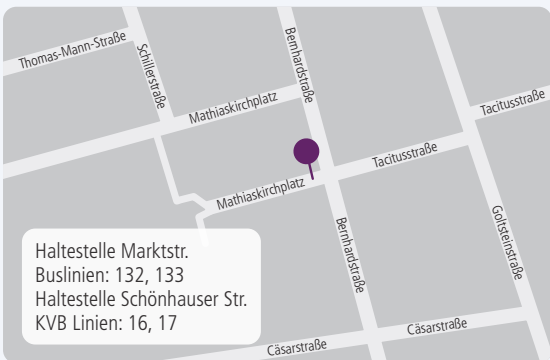 Thomas-Mann-Straße
Schillerstraße
Bernhardstraße
Mathiaskirchplatz
Tacitusstraße
Tacitusstraße
Mathiaskirchplatz
Bernhardstraße
Goltsteinstraße
Haltestelle Marktstr.
Buslinien: 132, 133
Haltestelle Schönhauser Str.
KVB Linien: 16, 17
Cäsarstraße
Cäsarstraße